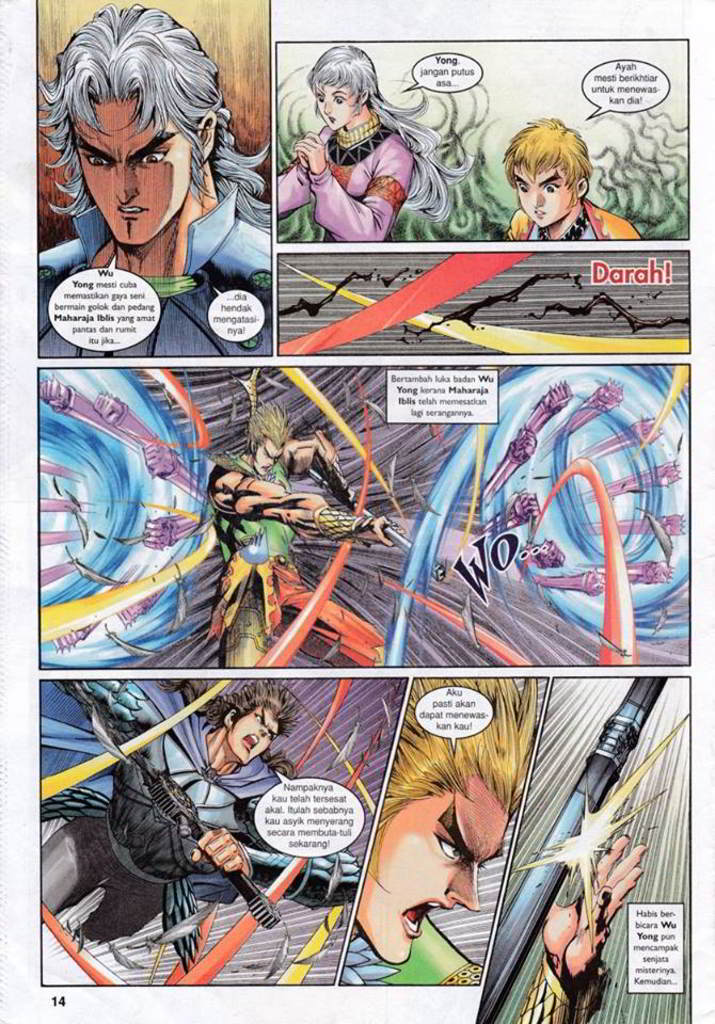 Wu
Yong mesti cuba
memastikan gaya seni
bermain golok dan pedang
Maharaja Iblis yang amat
pantas dan rumit
itu jika...
...dia
hendak
mengatasi-
nya!
Yong,
jangan putus
asa...
Ayah
mesti berikhtiar
untuk menewas-
kan dia!
Darah!
Bertambah luka badan Wu
Yong kerana Maharaja
Iblis telah memesatkan
lagi serangannya.
WO...
Nampaknya
kau telah tersesat
akal. Itulah sebabnya
kau asyik menyerang
secara membuta-tuli
sekarang!
Aku
pasti akan
dapat menewas-
kan kau!
Habis ber-
bicara Wu
Yong pun
mencampak
senjata
misterinya.
Kemudian...
14